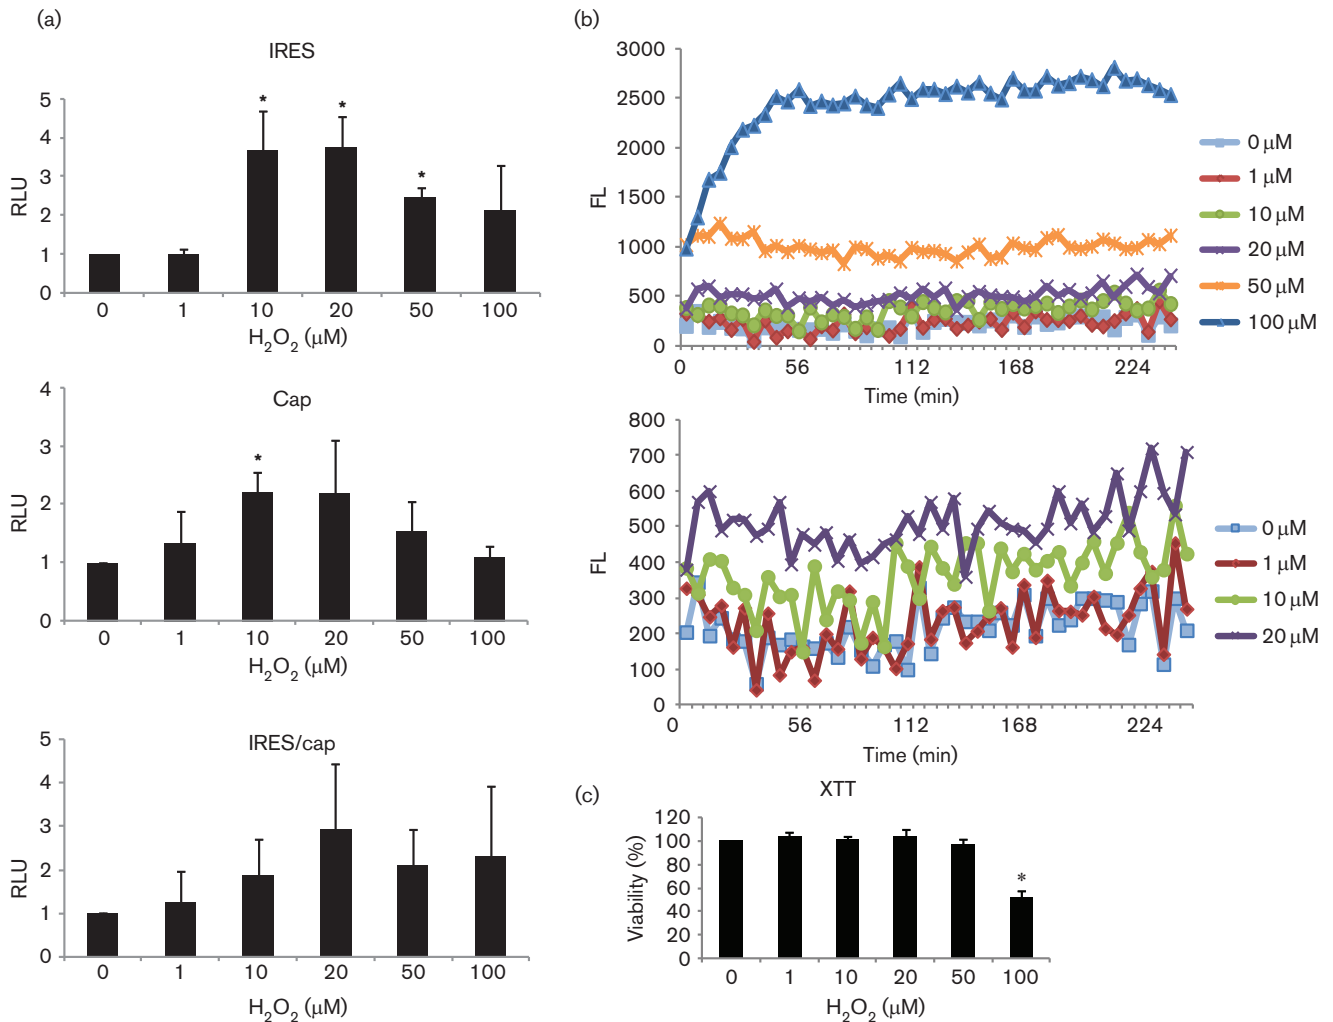 (a)
IRES
RLU
5
4
3
2
1
0
* * *
0 1 10 20 50 100
H₂O₂ (µM)
Cap
RLU
4
3
2
1
0
*
0 1 10 20 50 100
H₂O₂ (µM)
IRES/cap
RLU
5
4
3
2
1
0
0 1 10 20 50 100
H₂O₂ (µM)
(b)
FL
3000
2500
2000
1500
1000
500
0
0 56 112 168 224
Time (min)
0 µM
1 µM
10 µM
20 µM
50 µM
100 µM
FL
800
700
600
500
400
300
200
100
0
0 56 112 168 224
Time (min)
0 µM
1 µM
10 µM
20 µM
(c)
XTT
Viability (%)
120
100
80
60
40
20
0
*
0 1 10 20 50 100
H₂O₂ (µM)